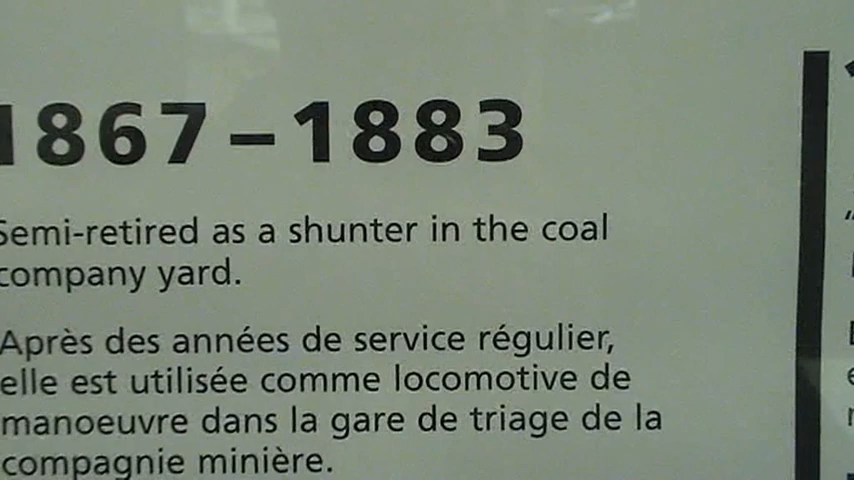 1867–1883
Semi-retired as a shunter in the coal
company yard.
Après des années de service régulier,
elle est utilisée comme locomotive de
manoeuvre dans la gare de triage de la
compagnie minière.